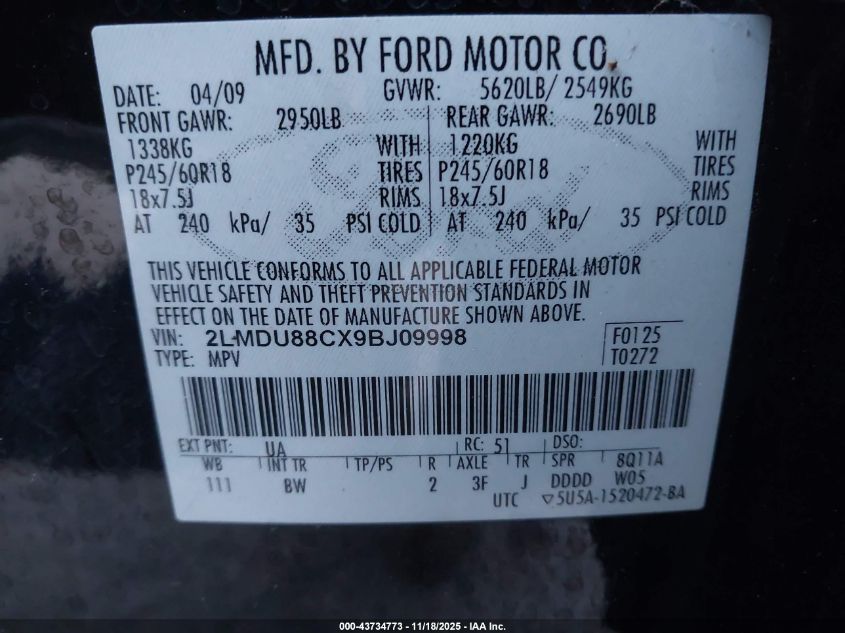 MFD. BY FORD MOTOR CO.
DATE: 04/09 GVWR: 5620LB/ 2549KG
FRONT GAWR: 2950LB REAR GAWR: 2690LB
1338KG WITH 1220KG WITH
P245/60R18 TIRES P245/60R18 TIRES
18x7.5J RIMS 18x7.5J RIMS
AT 240 kPa/ 35 PSI COLD AT 240 kPa/ 35 PSI COLD
THIS VEHICLE CONFORMS TO ALL APPLICABLE FEDERAL MOTOR
VEHICLE SAFETY AND THEFT PREVENTION STANDARDS IN
EFFECT ON THE DATE OF MANUFACTURE SHOWN ABOVE.
VIN: 2LMDU88CX9BJ09998 F0125
TYPE: MPV T0272
EXT PNT: UA RC: 51 DSO:
WB INT TR TP/PS R AXLE TR SPR 8Q11A
111 BW 2 3F J DDDD W05
UTC ▽5U5A-1520472-BA
000-43734773 - 11/18/2025 - IAA Inc.